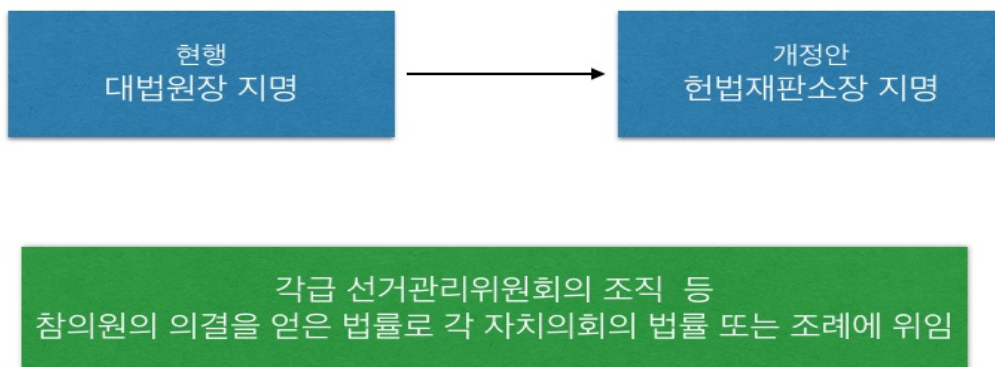 현행
대법원장 지명
개정안
헌법재판소장 지명
각급 선거관리위원회의 조직 등
참의원의 의결을 얻은 법률로 각 자치의회의 법률 또는 조례에 위임